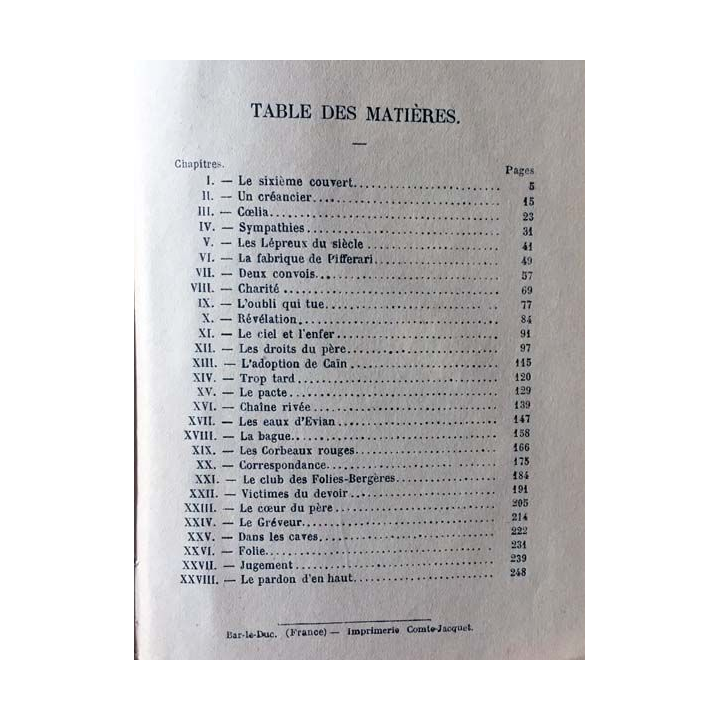 TABLE DES MATIÈRES.
Chapitres. Pages
I. — Le sixième couvert 5
II. — Un créancier 15
III. — Cœlia 23
IV. — Sympathies 31
V. — Les Lépreux du siècle 41
VI. — La fabrique de Pifferari 49
VII. — Deux convois 57
VIII. — Charité 69
IX. — L'oubli qui tue 77
X. — Révélation 84
XI. — Le ciel et l'enfer 91
XII. — Les droits du père 97
XIII. — L'adoption de Caïn 115
XIV. — Trop tard 120
XV. — Le pacte 129
XVI. — Chaîne rivée 139
XVII. — Les eaux d'Evian 147
XVIII. — La bague 158
XIX. — Les Corbeaux rouges 166
XX. — Correspondance 175
XXI. — Le club des Folies-Bergères 184
XXII. — Victimes du devoir 191
XXIII. — Le cœur du père 205
XXIV. — Le Gréveur 214
XXV. — Dans les caves 222
XXVI. — Folie 231
XXVII. — Jugement 239
XXVIII. — Le pardon d'en haut 248
Bar-le-Duc. (France) — Imprimerie Comte-Jacquet.